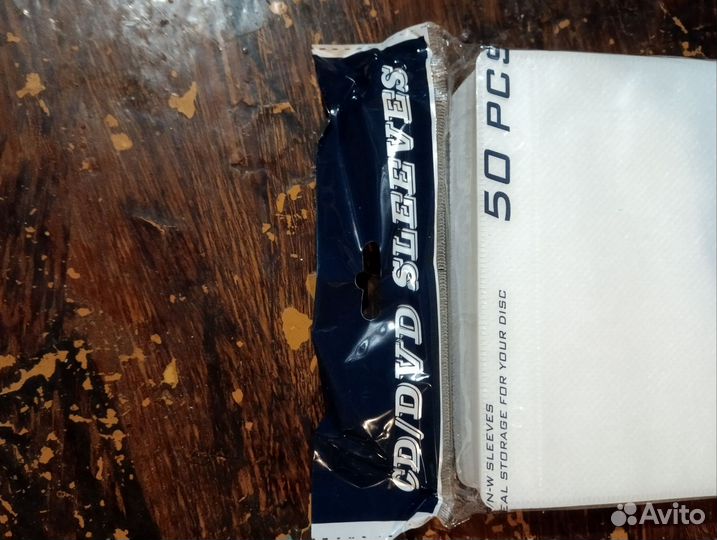 CD/DVD SLEEVES
50 PCS
N-W SLEEVES
EAL STORAGE FOR YOUR DISC
Avito